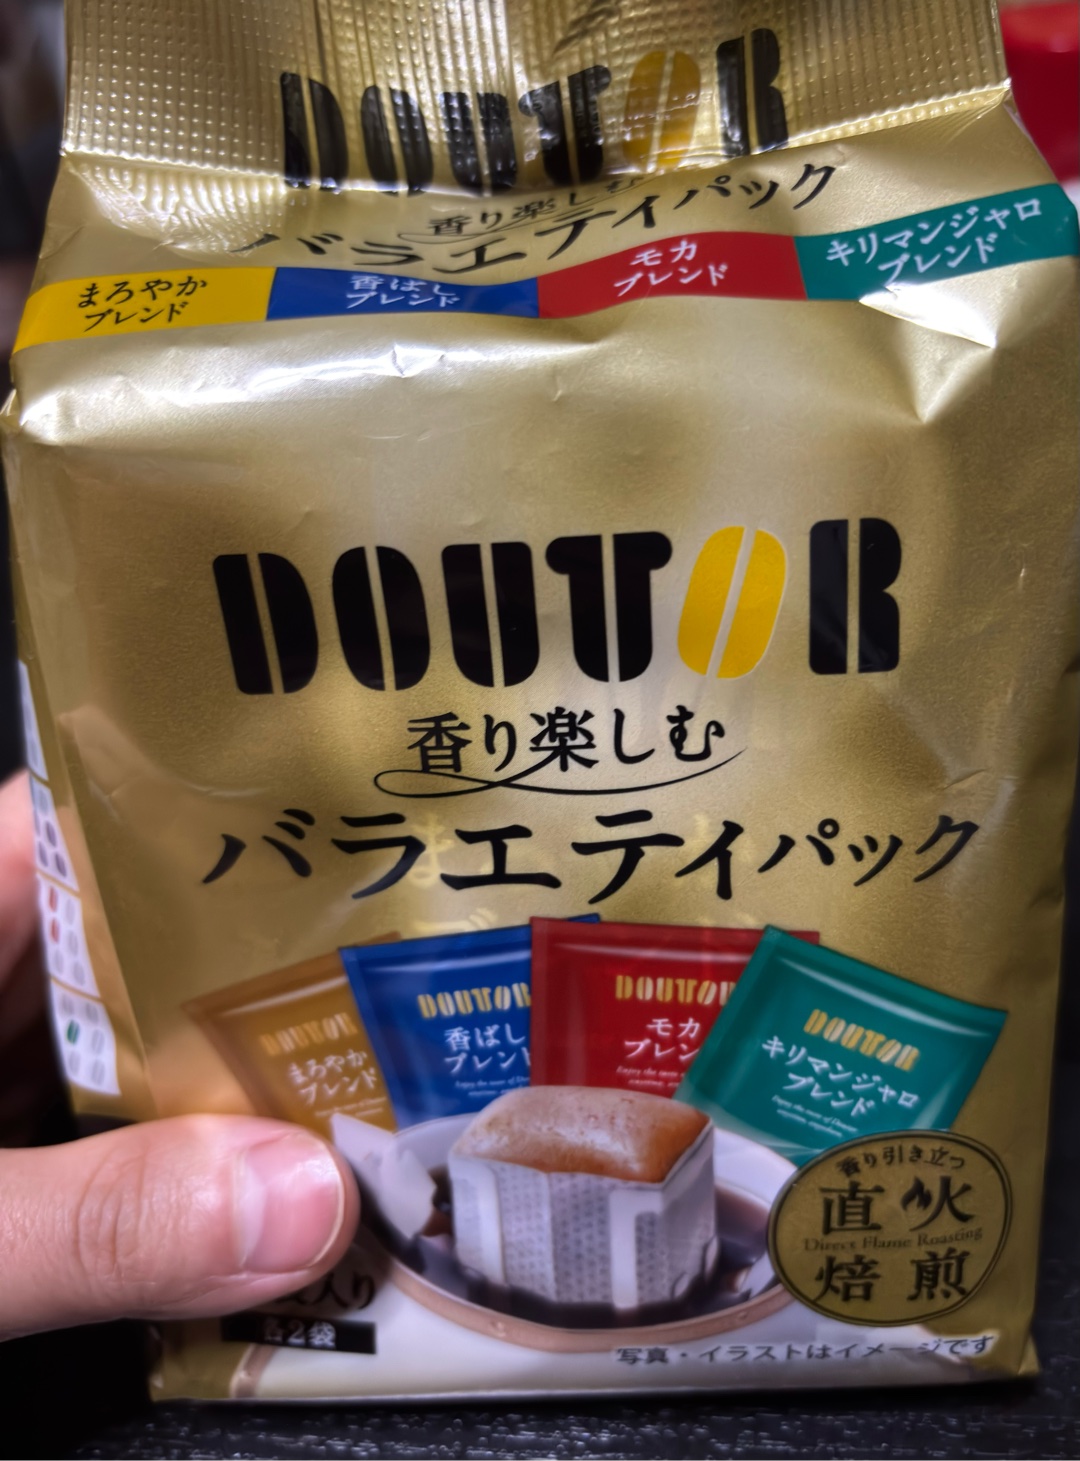 DOUTOR
香り楽しむ
バラエティパック
まろやか
ブレンド
香ばし
ブレンド
モカ
ブレンド
キリマンジャロ
ブレンド
DOUTOR
香り楽しむ
バラエティパック
DOUTOR
まろやか
ブレンド
DOUTOR
香ばし
ブレンド
DOUTOR
モカ
ブレン
DOUTOR
キリマンジャロ
ブレンド
香り引き立つ
直火
Direct Flame Roasting
焙煎
入り
各2袋
写真・イラストはイメージです